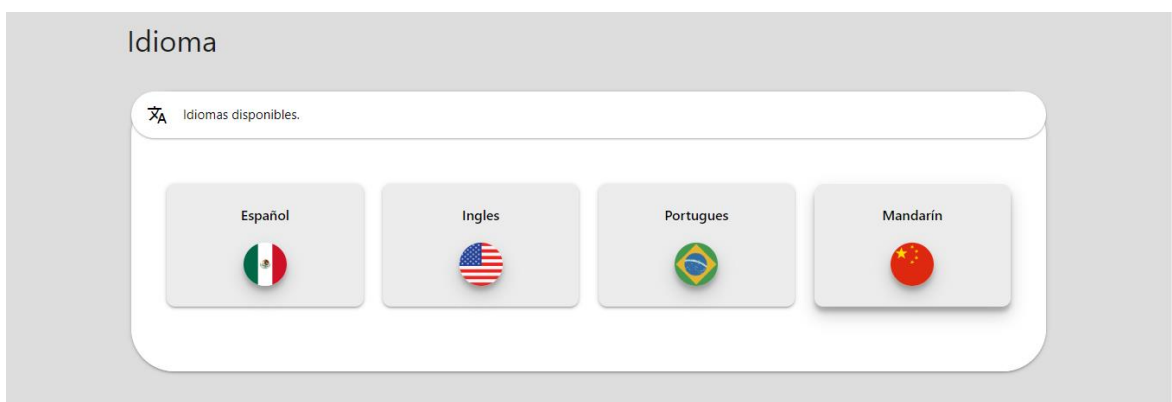 Idioma
Idiomas disponibles.
Español
Ingles
Portugues
Mandarín